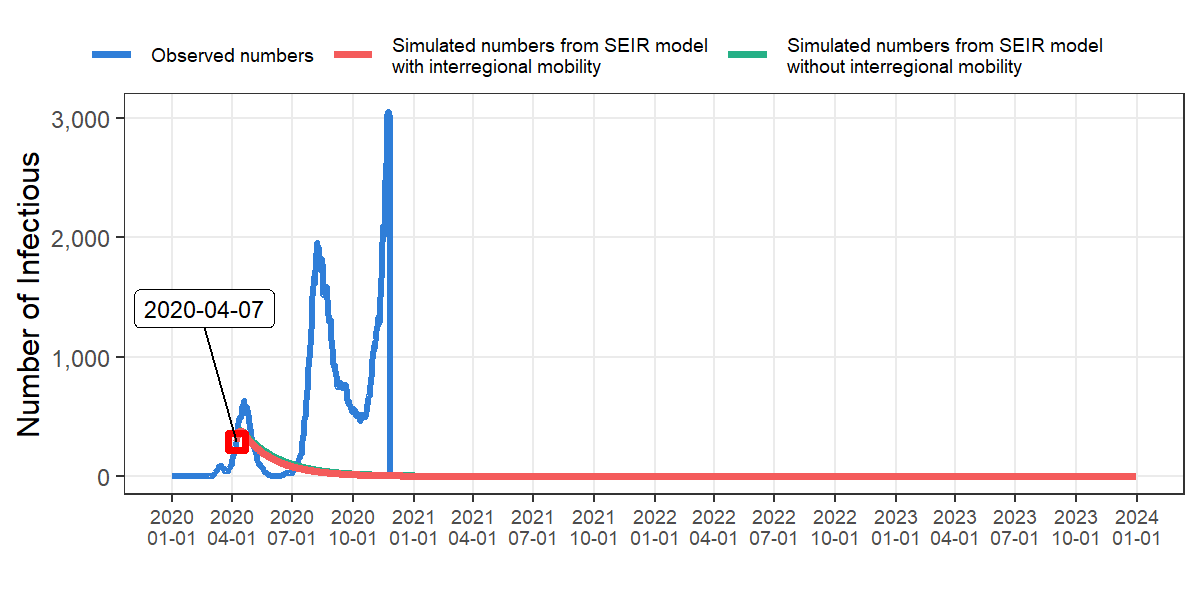 Observed numbers
Simulated numbers from SEIR model
with interregional mobility
Simulated numbers from SEIR model
without interregional mobility
Number of Infectious
3,000
2,000
1,000
0
2020-04-07
2020 2020 2020 2020 2021 2021 2021 2021 2022 2022 2022 2022 2023 2023 2023 2023 2024
01-01 04-01 07-01 10-01 01-01 04-01 07-01 10-01 01-01 04-01 07-01 10-01 01-01 04-01 07-01 10-01 01-01